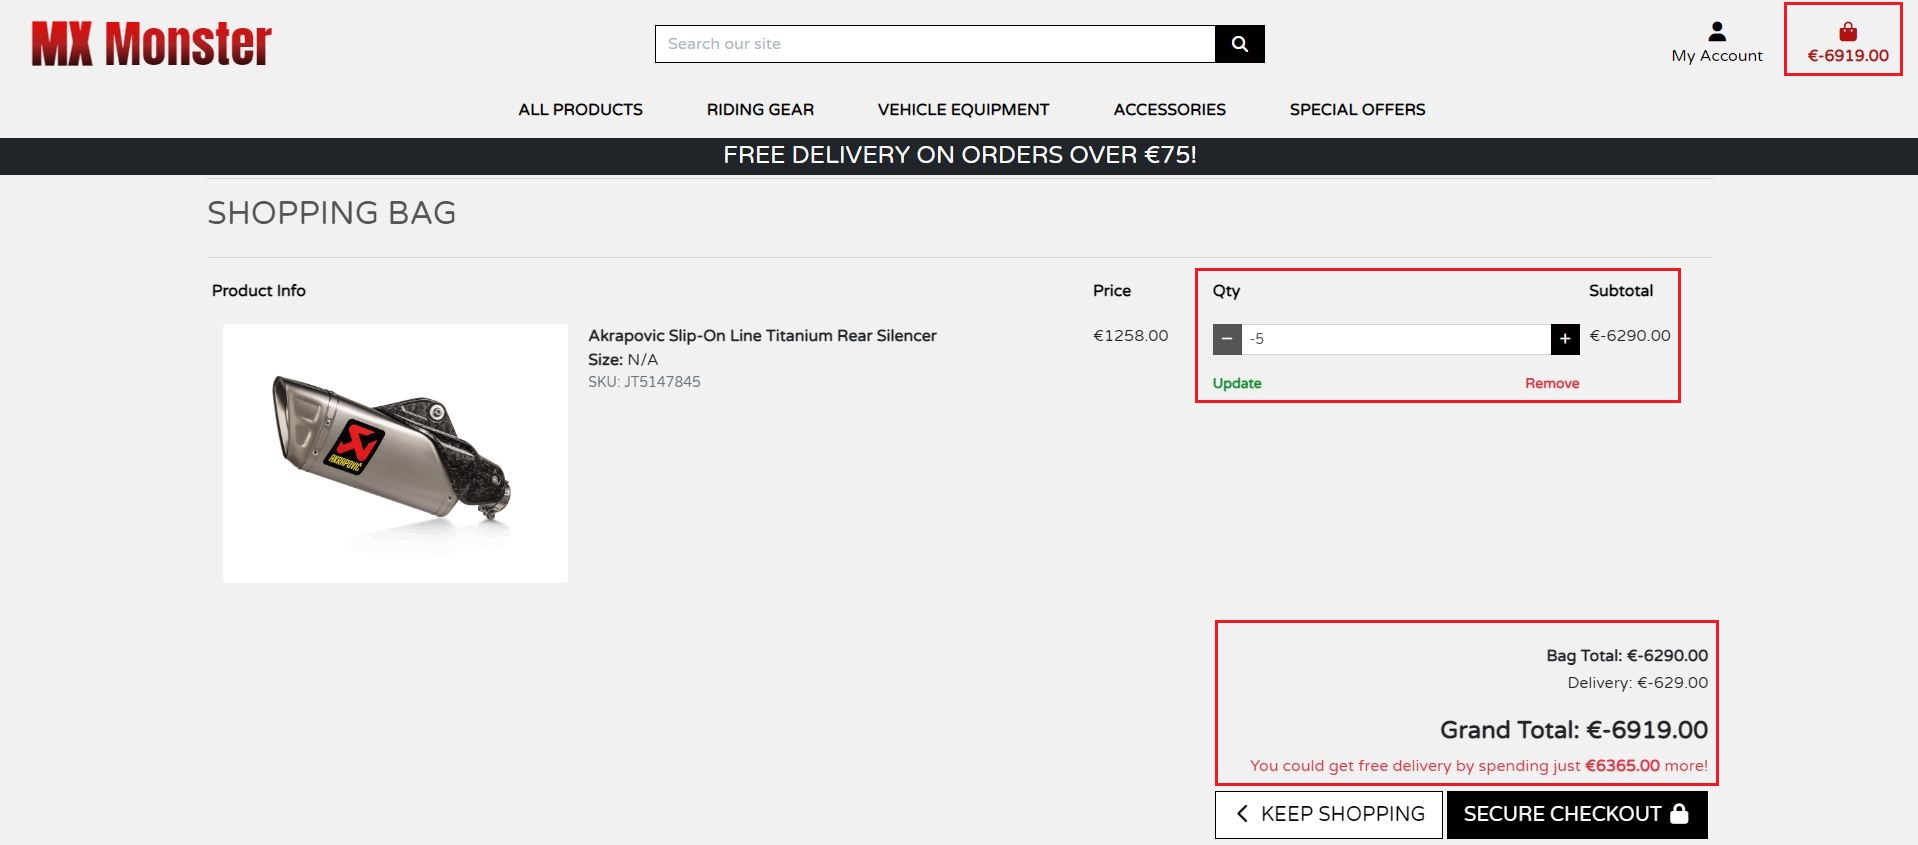 MX Monster
Search our site
My Account
€-6919.00
ALL PRODUCTS RIDING GEAR VEHICLE EQUIPMENT ACCESSORIES SPECIAL OFFERS
FREE DELIVERY ON ORDERS OVER €75!
SHOPPING BAG
Product Info Price Qty Subtotal
Akrapovic Slip-On Line Titanium Rear Silencer €1258.00 -5 €-6290.00
Size: N/A
SKU: JT5147845
Update Remove
AKRAPOVIČ
Bag Total: €-6290.00
Delivery: €-629.00
Grand Total: €-6919.00
You could get free delivery by spending just €6365.00 more!
KEEP SHOPPING SECURE CHECKOUT